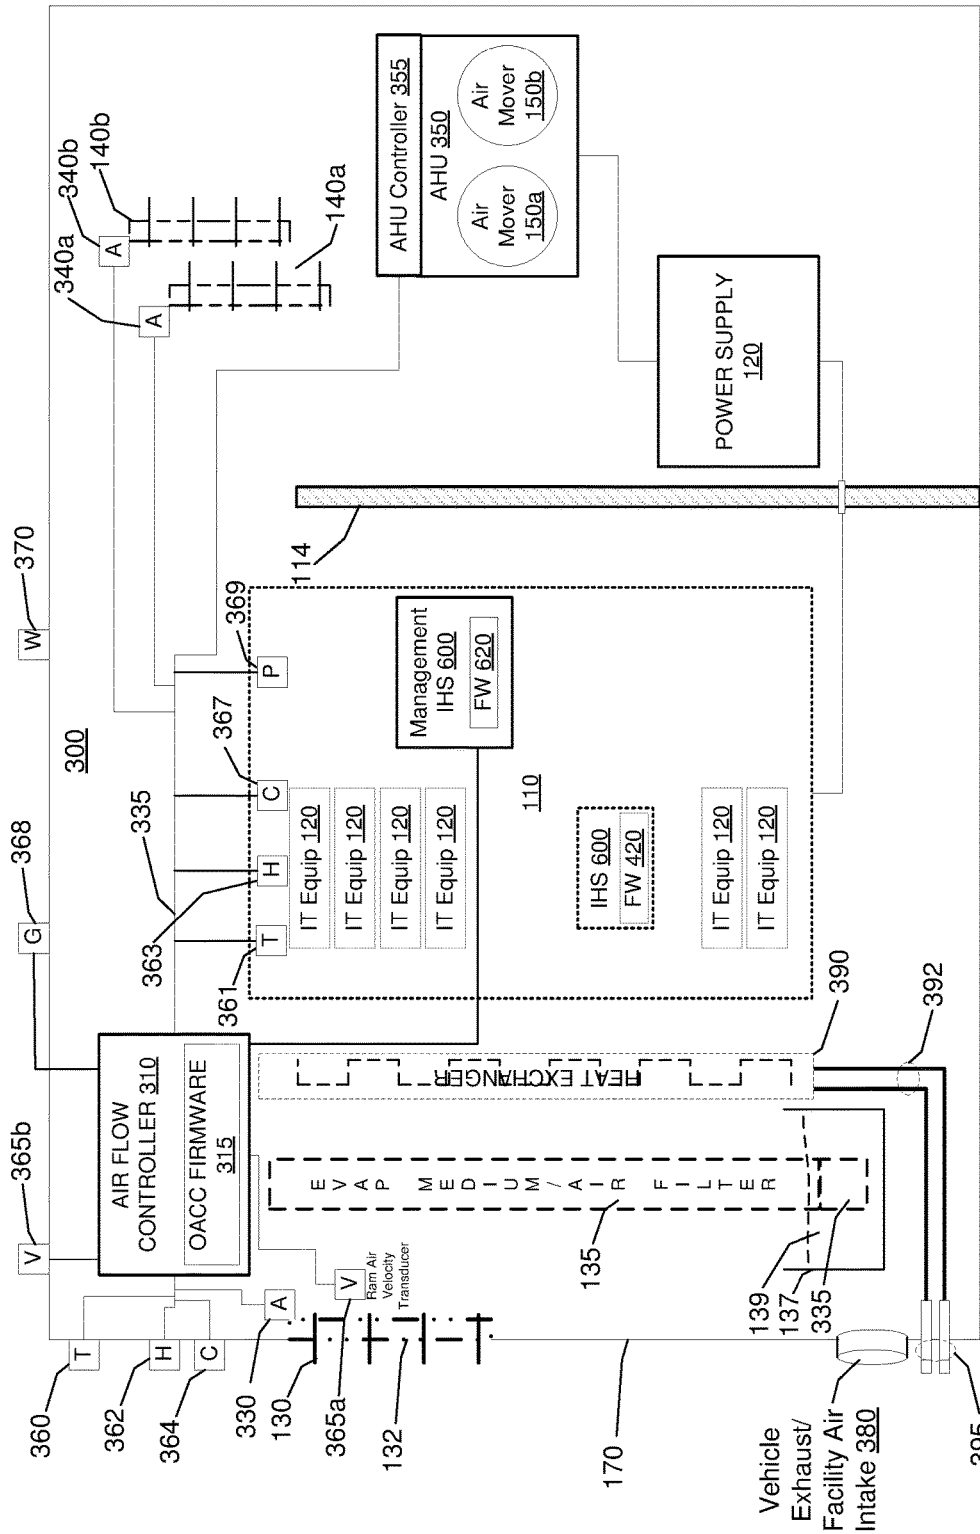 360
T
V
365b
G
368
W
370
300
362
H
364
C
AIR FLOW
CONTROLLER 310
OACC FIRMWARE
315
335
340a
340b
140b
A
A
330
A
130
365a
V
Ram Air
Velocity
Transducer
132
361
363
367
369
T
H
C
P
140a
IT Equip 120
IT Equip 120
IT Equip 120
IT Equip 120
Management
IHS 600
FW 620
114
AHU Controller 355
AHU 350
Air
Mover 150a
Air
Mover 150b
EVAP MEDIUM/AIR FILTER
HEAT EXCHANGER
110
IHS 600
FW 420
135
170
IT Equip 120
IT Equip 120
POWER SUPPLY
120
139
137
335
390
392
Vehicle
Exhaust/
Facility Air
Intake 380
395